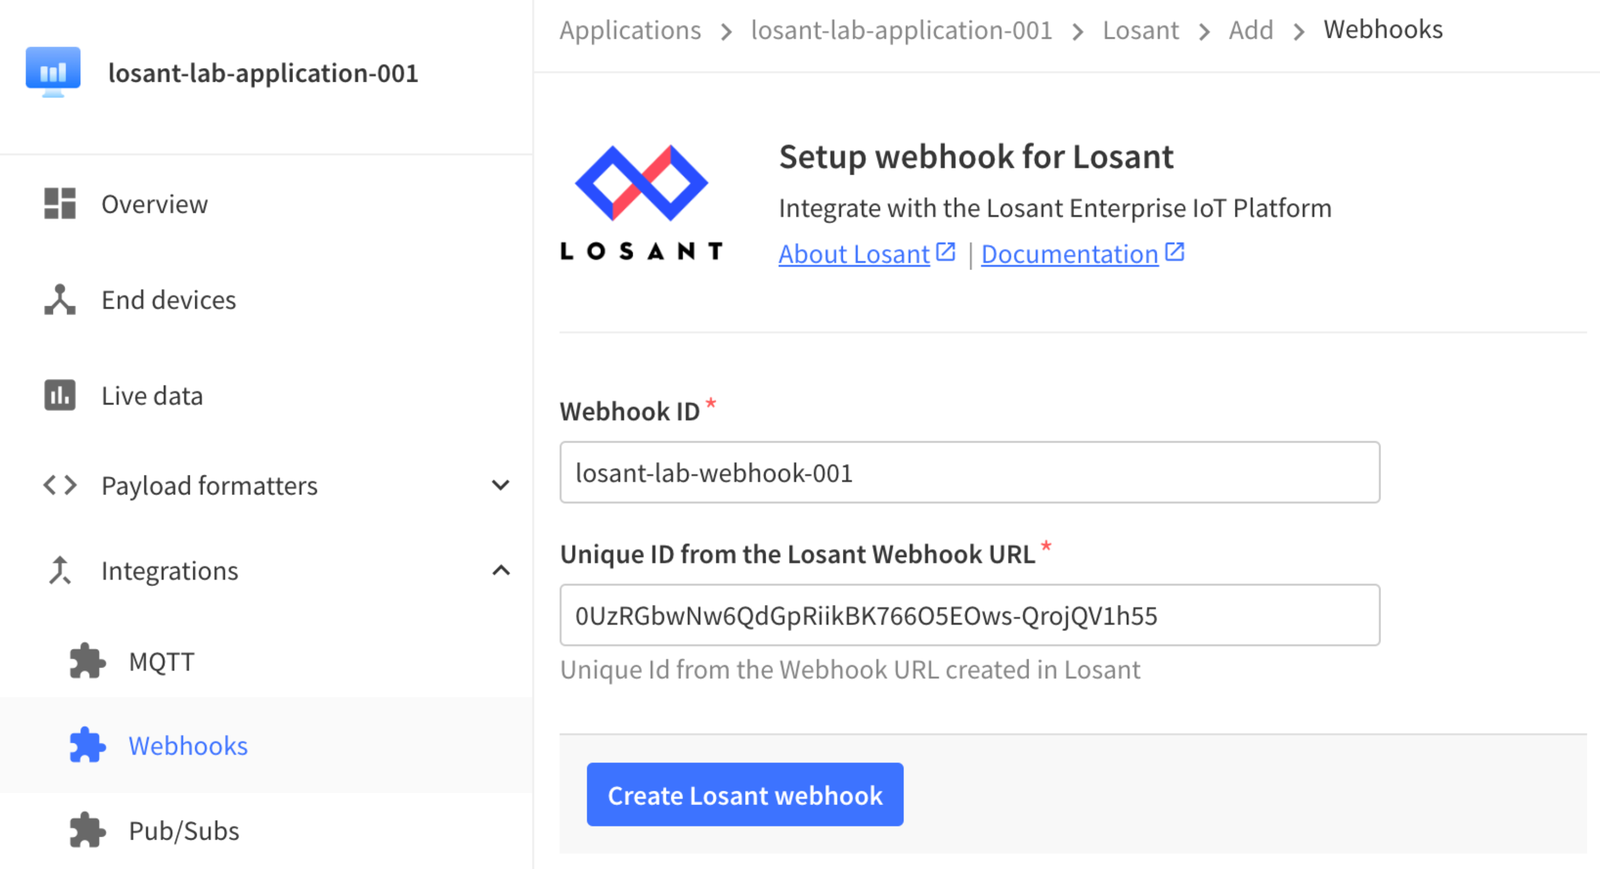 losant-lab-application-001
Overview
End devices
Live data
Payload formatters
Integrations
MQTT
Webhooks
Pub/Subs
Applications > losant-lab-application-001 > Losant > Add > Webhooks
LOSANT
Setup webhook for Losant
Integrate with the Losant Enterprise IoT Platform
About Losant | Documentation
Webhook ID *
losant-lab-webhook-001
Unique ID from the Losant Webhook URL *
0UzRGbwNw6QdGpRiikBK766O5EOws-QrojQV1h55
Unique Id from the Webhook URL created in Losant
Create Losant webhook